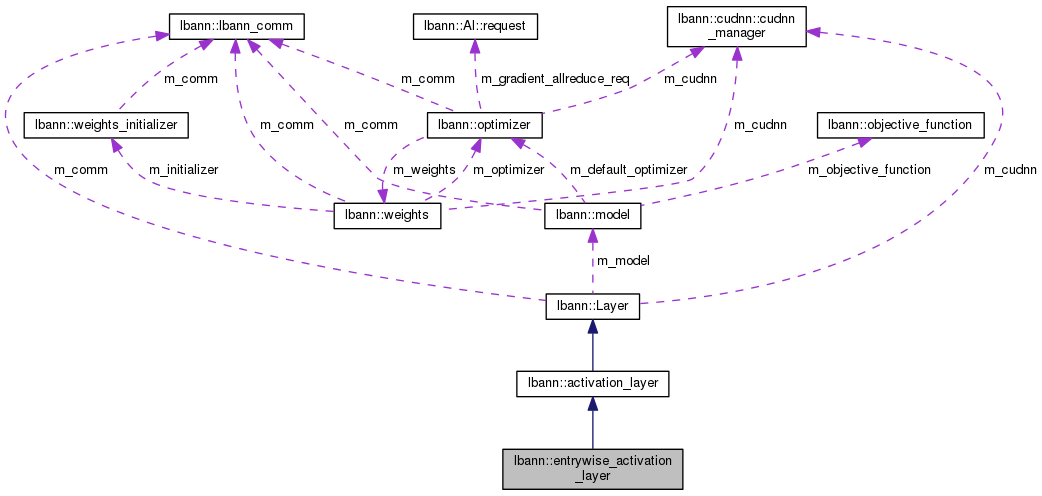 lbann::lbann_comm
lbann::Al::request
lbann::cudnn::cudnn
_manager
m_comm
m_comm
m_gradient_allreduce_req
m_cudnn
lbann::weights_initializer
m_comm
m_comm
lbann::optimizer
m_cudnn
lbann::objective_function
m_comm
m_initializer
m_weights
m_optimizer
m_default_optimizer
m_objective_function
m_cudnn
lbann::weights
lbann::model
m_model
lbann::Layer
lbann::activation_layer
lbann::entrywise_activation
_layer